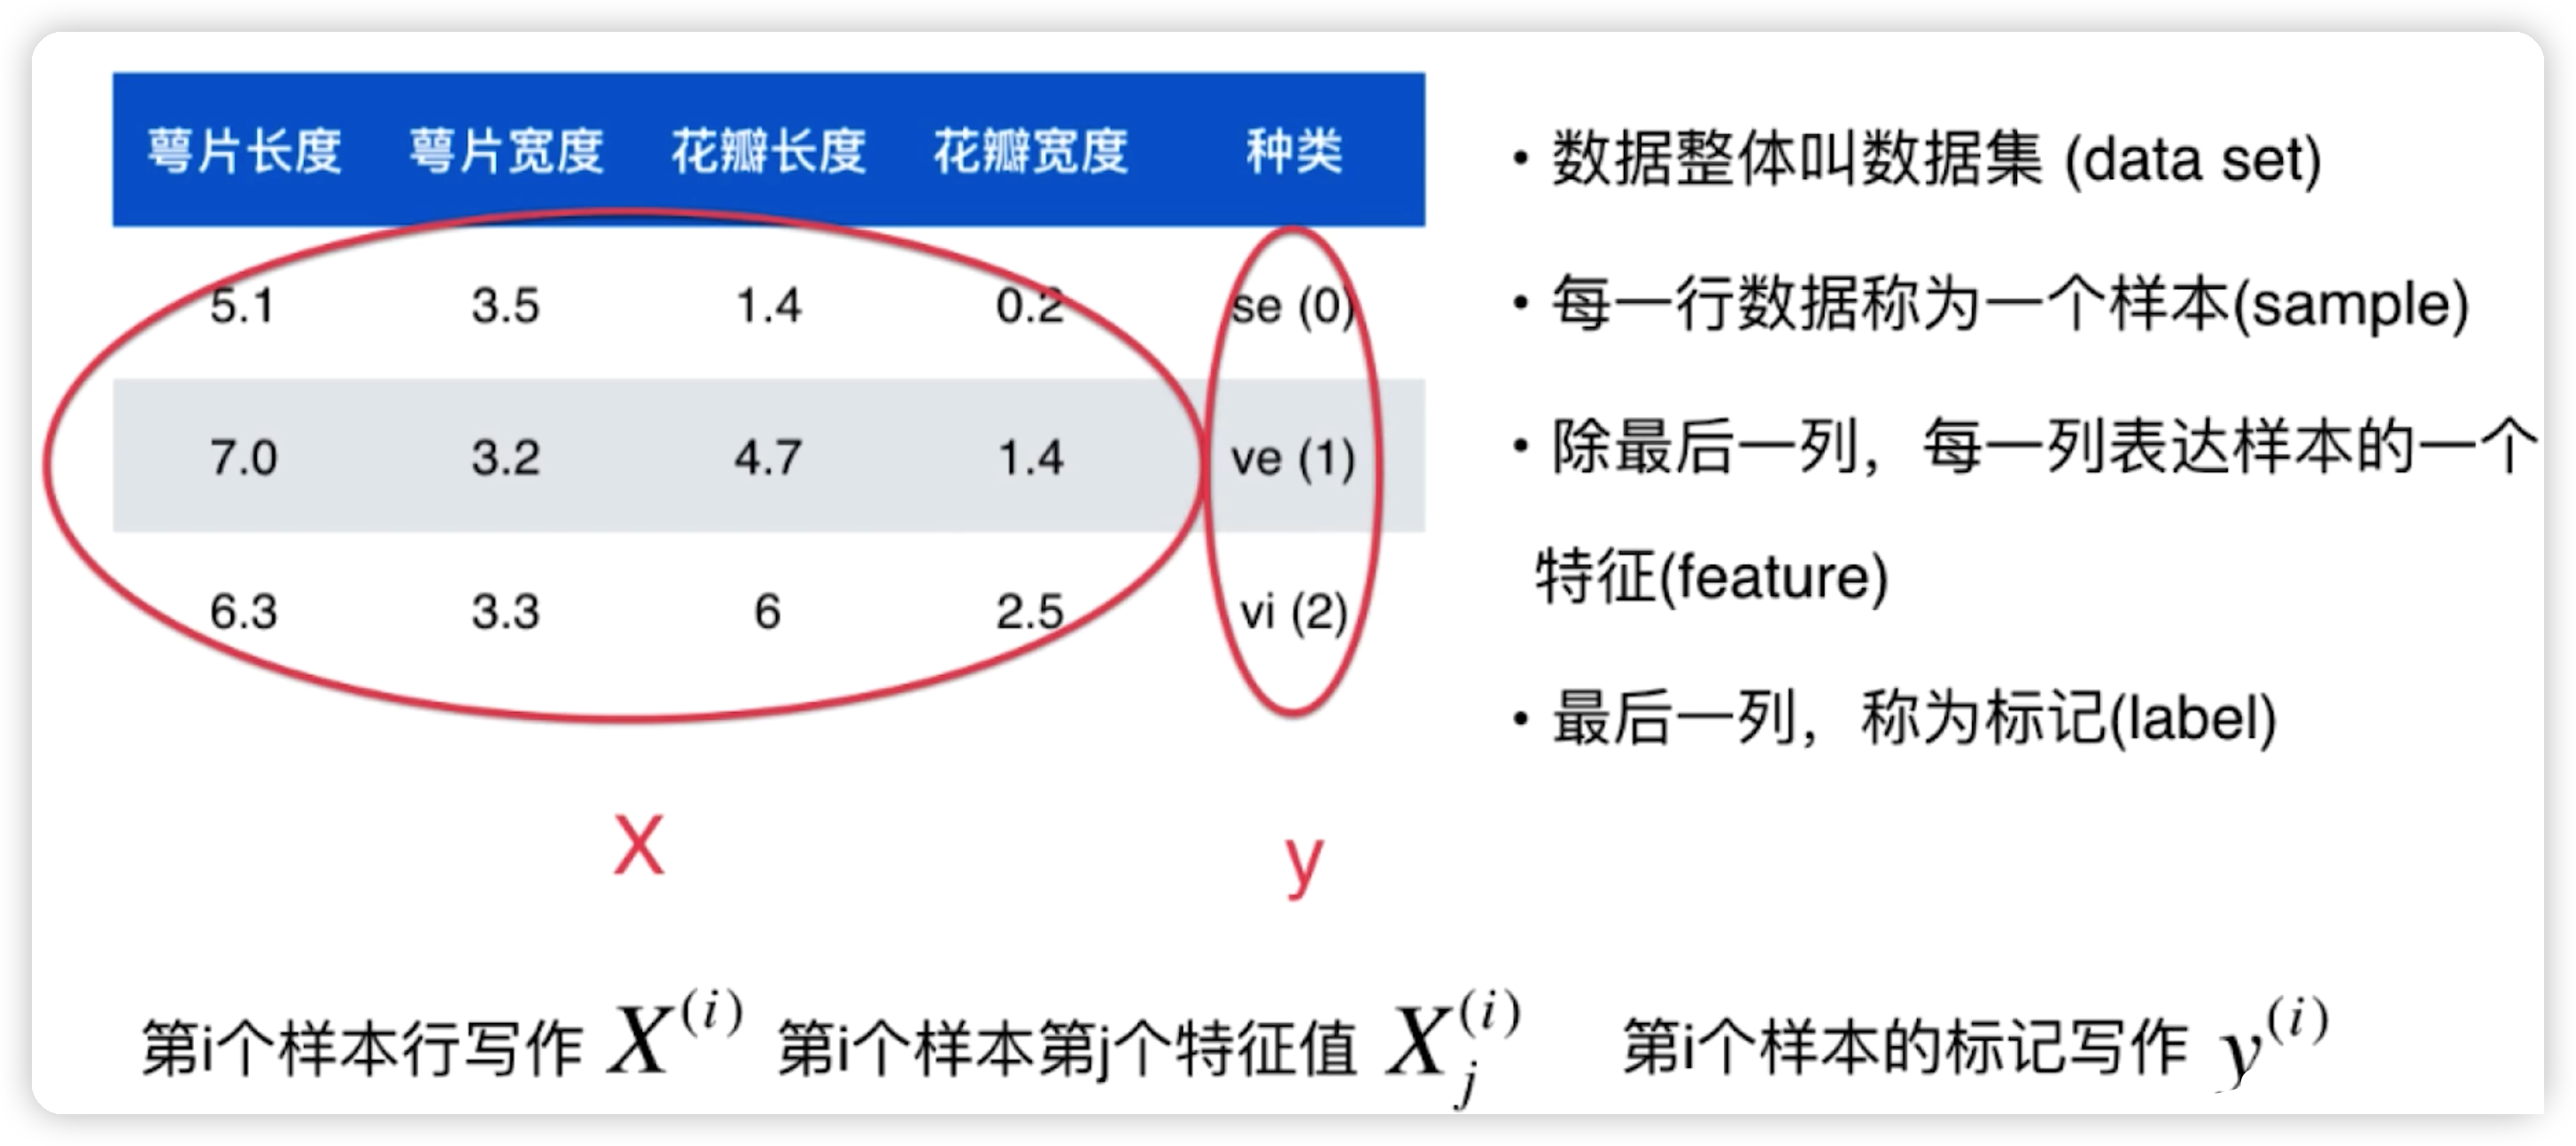 萼片长度 萼片宽度 花瓣长度 花瓣宽度 种类
5.1 3.5 1.4 0.2 se (0)
7.0 3.2 4.7 1.4 ve (1)
6.3 3.3 6 2.5 vi (2)
X y
• 数据整体叫数据集 (data set)
• 每一行数据称为一个样本(sample)
• 除最后一列，每一列表达样本的一个
特征(feature)
• 最后一列，称为标记(label)
第i个样本行写作 X^(i) 第i个样本第j个特征值 X_j^(i) 第i个样本的标记写作 y^(i)